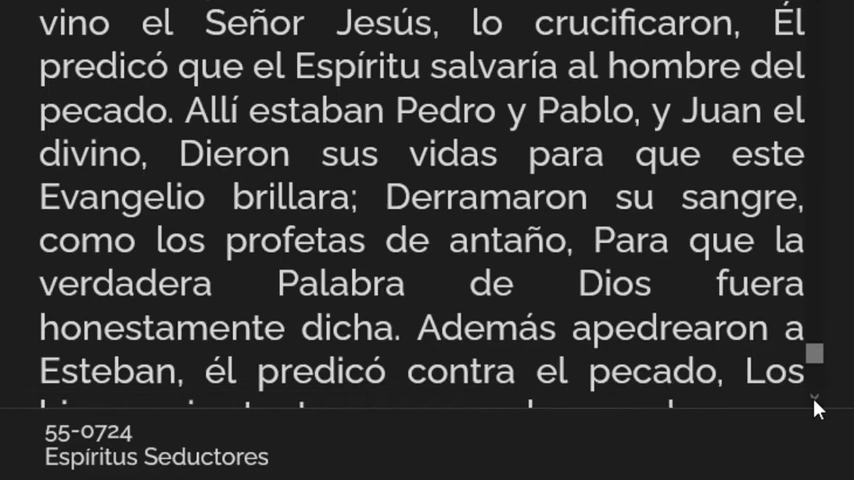 vino el Señor Jesús, lo crucificaron, Él
predicó que el Espíritu salvaría al hombre del
pecado. Allí estaban Pedro y Pablo, y Juan el
divino, Dieron sus vidas para que este
Evangelio brillara; Derramaron su sangre,
como los profetas de antaño, Para que la
verdadera Palabra de Dios fuera
honestamente dicha. Además apedrearon a
Esteban, él predicó contra el pecado, Los
55-0724
Espíritus Seductores